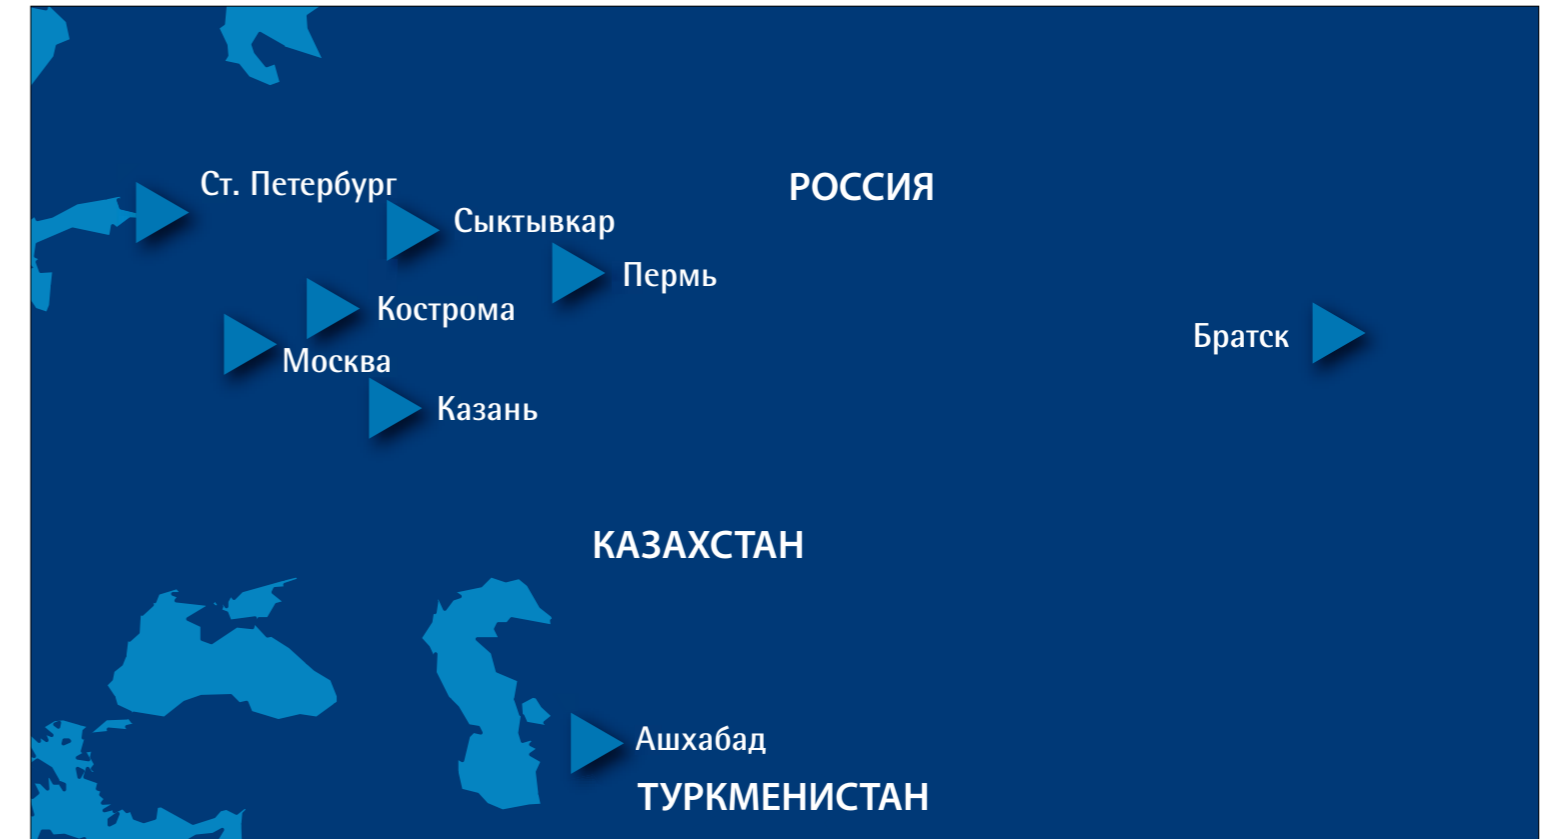 Ст. Петербург
РОССИЯ
Сыктывкар
Пермь
Кострома
Братск
Москва
Казань
КАЗАХСТАН
Ашхабад
ТУРКМЕНИСТАН